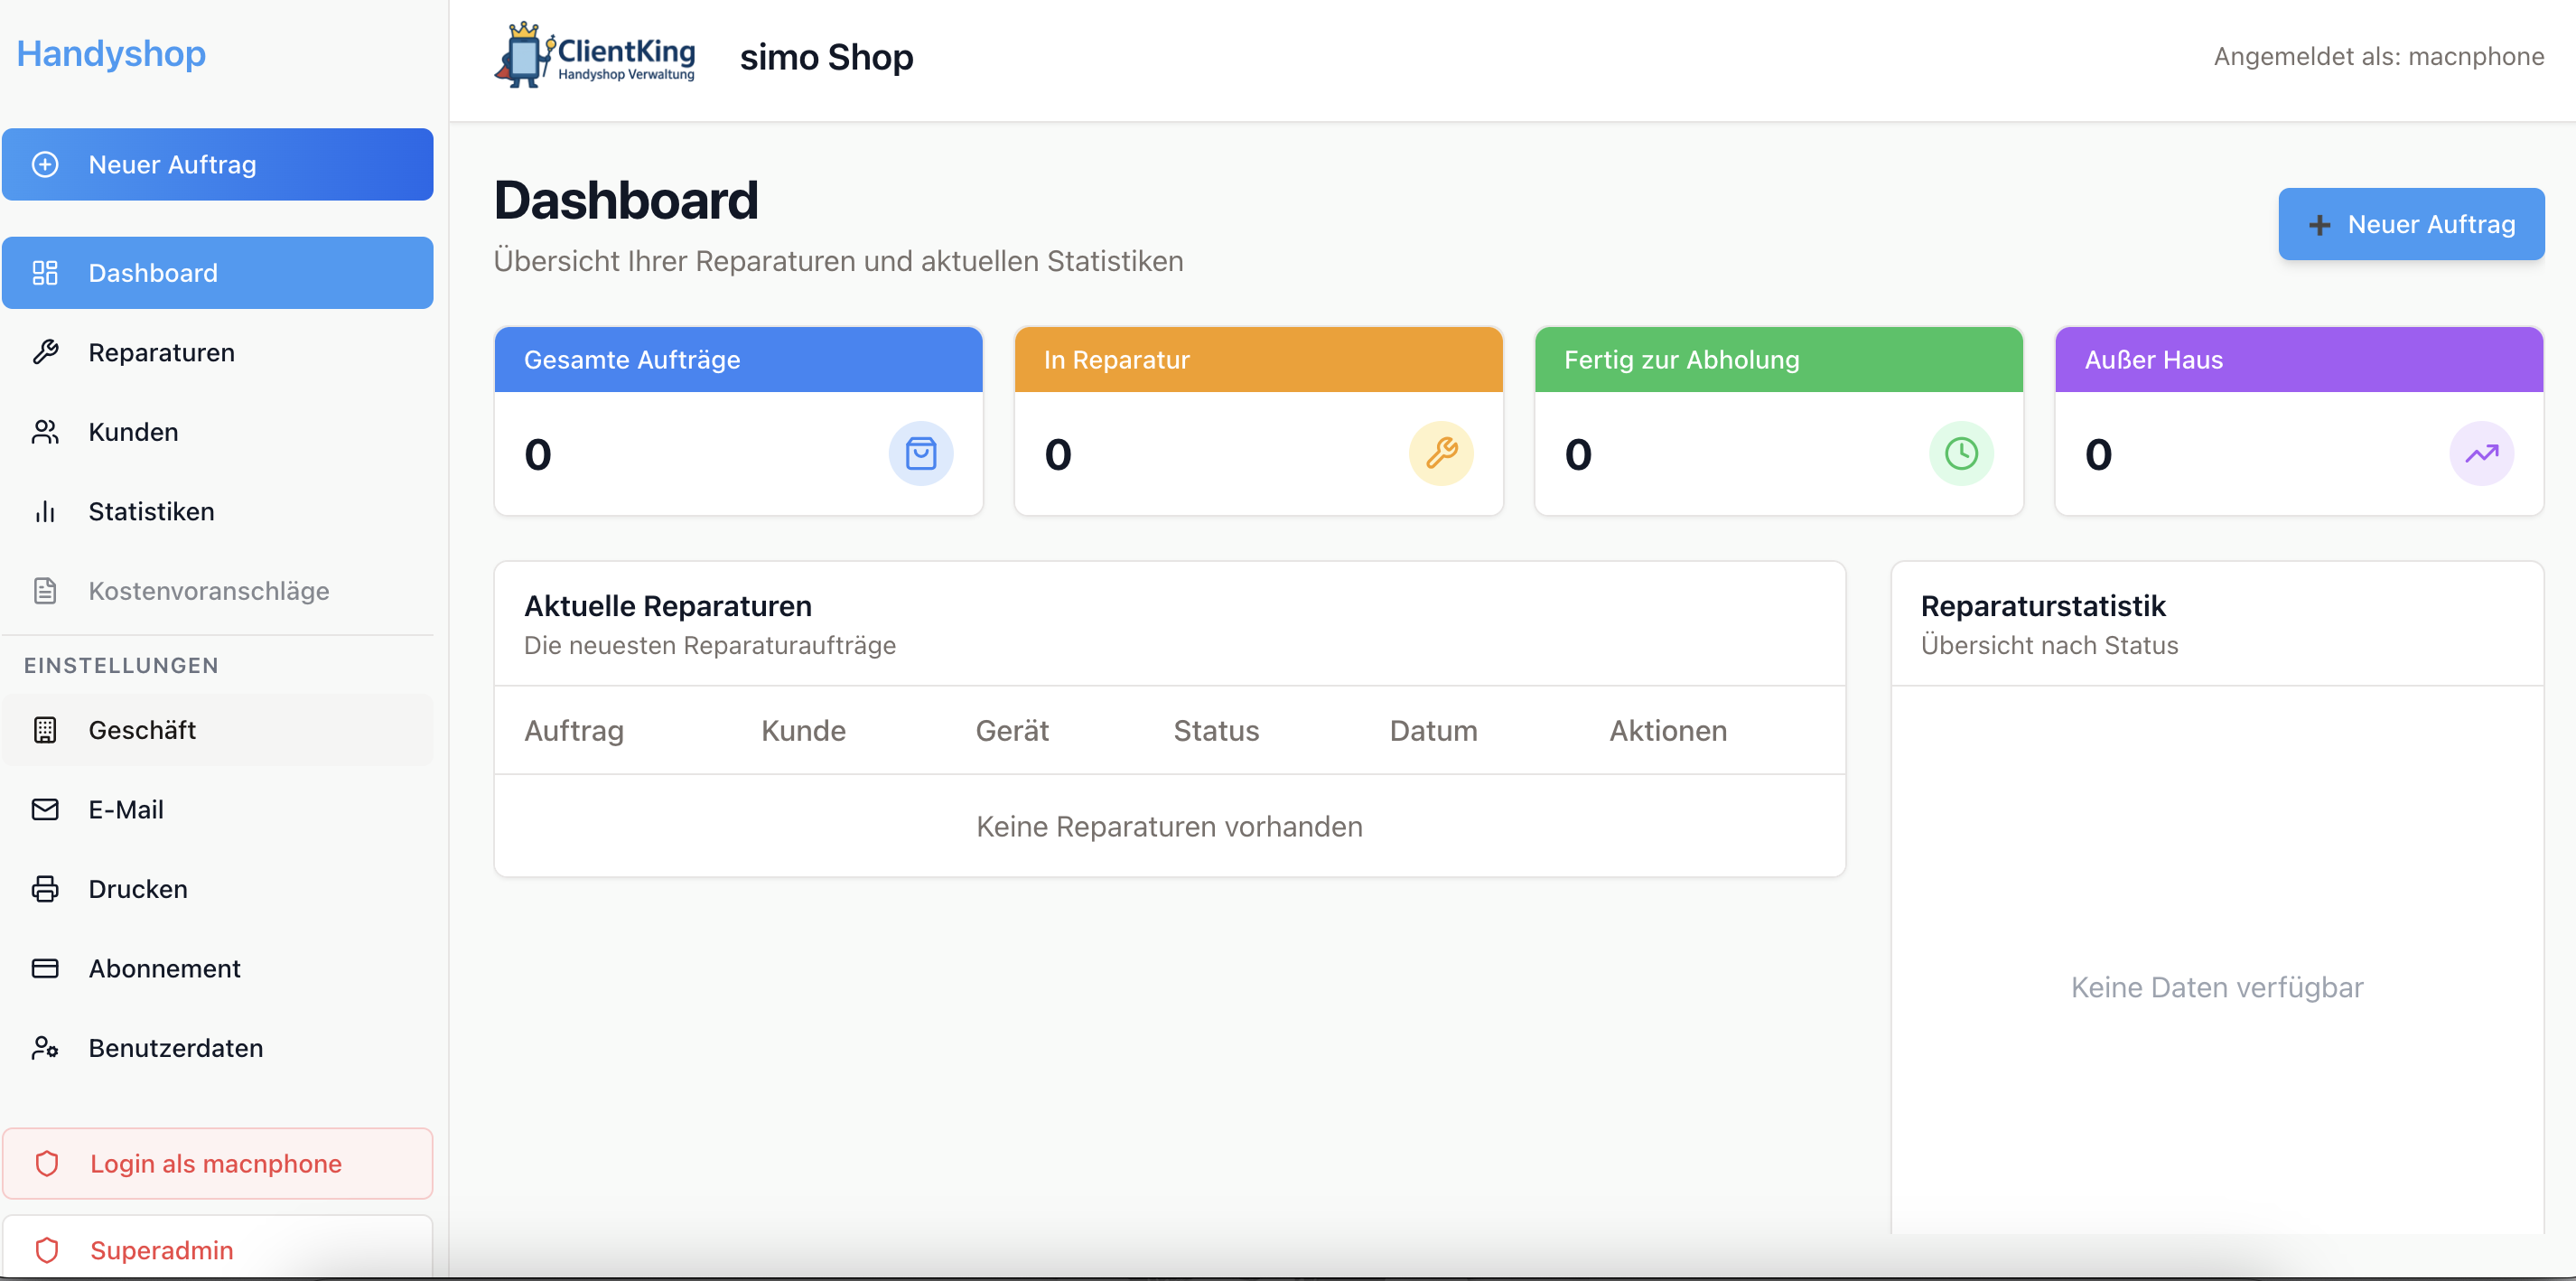 Handyshop
Neuer Auftrag
Dashboard
Reparaturen
Kunden
Statistiken
Kostenvoranschläge
EINSTELLUNGEN
Geschäft
E-Mail
Drucken
Abonnement
Benutzerdaten
Login als macnphone
Superadmin
ClientKing
Handyshop Verwaltung
simo Shop
Angemeldet als: macnphone
Dashboard
Übersicht Ihrer Reparaturen und aktuellen Statistiken
Neuer Auftrag
Gesamte Aufträge
0
In Reparatur
0
Fertig zur Abholung
0
Außer Haus
0
Aktuelle Reparaturen
Die neuesten Reparaturaufträge
Auftrag Kunde Gerät Status Datum Aktionen
Keine Reparaturen vorhanden
Reparaturstatistik
Übersicht nach Status
Keine Daten verfügbar